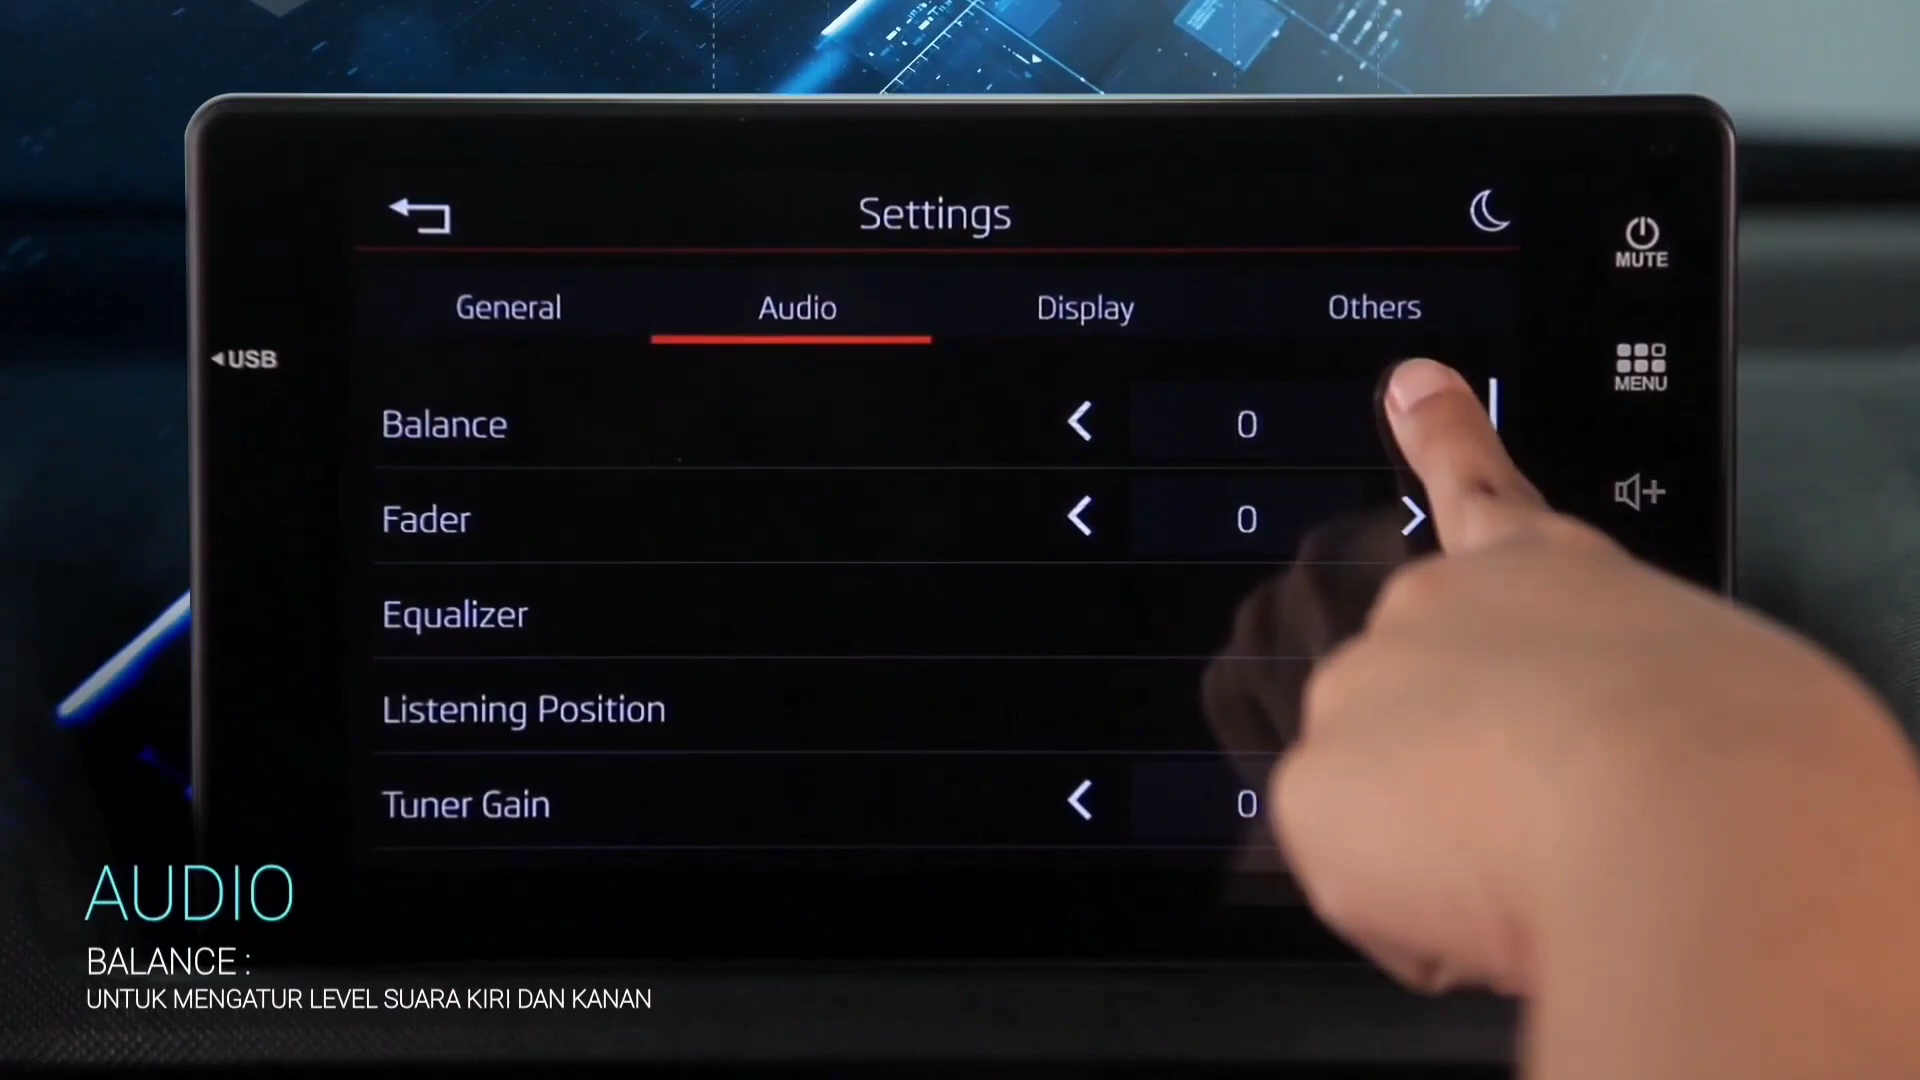 Settings
MUTE
General
Audio
Display
Others
USB
MENU
Balance
0
Fader
0
Equalizer
Listening Position
Tuner Gain
0
AUDIO
BALANCE :
UNTUK MENGATUR LEVEL SUARA KIRI DAN KANAN